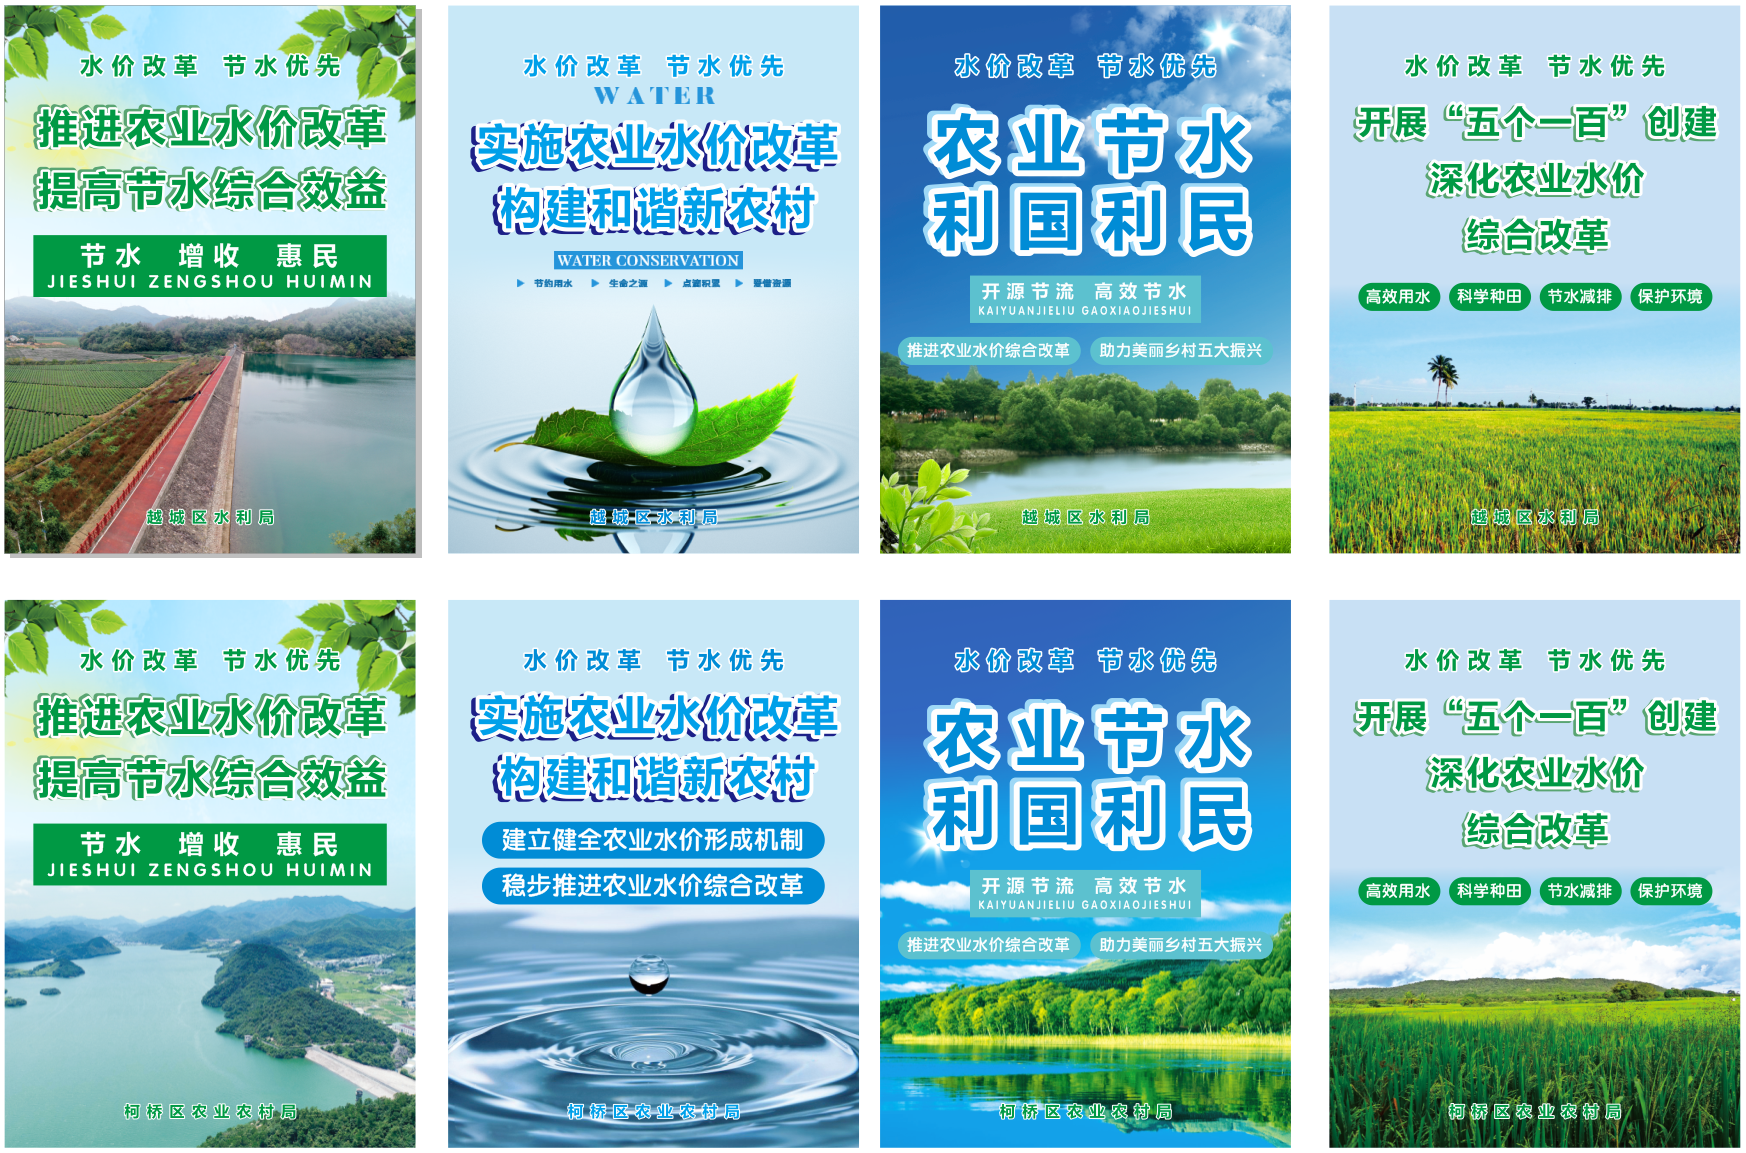 水价改革 节水优先
推进农业水价改革
提高节水综合效益
节水 增收 惠民
JIESHUI ZENGSHOU HUIMIN
越城区水利局
水价改革 节水优先
WATER
实施农业水价改革
构建和谐新农村
WATER CONSERVATION
节约用水 生命之源 点滴积累 爱惜资源
越城区水利局
水价改革 节水优先
农业节水
利国利民
开源节流 高效节水
KAIYUANJIELIU GAOXIAOJIESHUI
推进农业水价综合改革 助力美丽乡村五大振兴
越城区水利局
水价改革 节水优先
开展“五个一百”创建
深化农业水价
综合改革
高效用水 科学种田 节水减排 保护环境
越城区水利局
水价改革 节水优先
推进农业水价改革
提高节水综合效益
节水 增收 惠民
JIESHUI ZENGSHOU HUIMIN
柯桥区农业农村局
水价改革 节水优先
实施农业水价改革
构建和谐新农村
建立健全农业水价形成机制
稳步推进农业水价综合改革
柯桥区农业农村局
水价改革 节水优先
农业节水
利国利民
开源节流 高效节水
KAIYUANJIELIU GAOXIAOJIESHUI
推进农业水价综合改革 助力美丽乡村五大振兴
柯桥区农业农村局
水价改革 节水优先
开展“五个一百”创建
深化农业水价
综合改革
高效用水 科学种田 节水减排 保护环境
柯桥区农业农村局